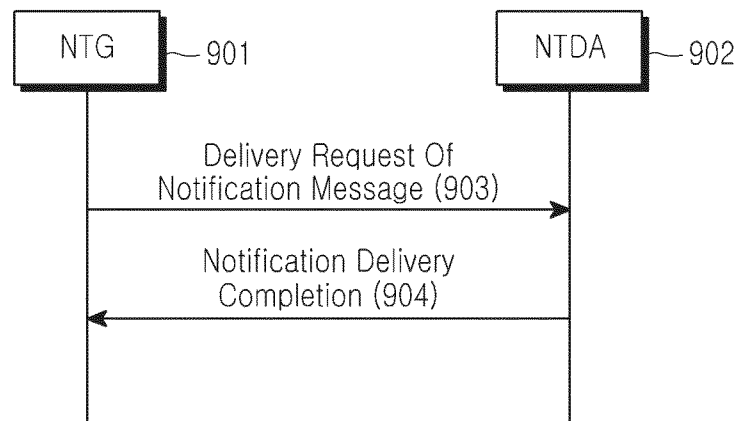 NTG
901
NTDA
902
Delivery Request Of
Notification Message (903)
Notification Delivery
Completion (904)